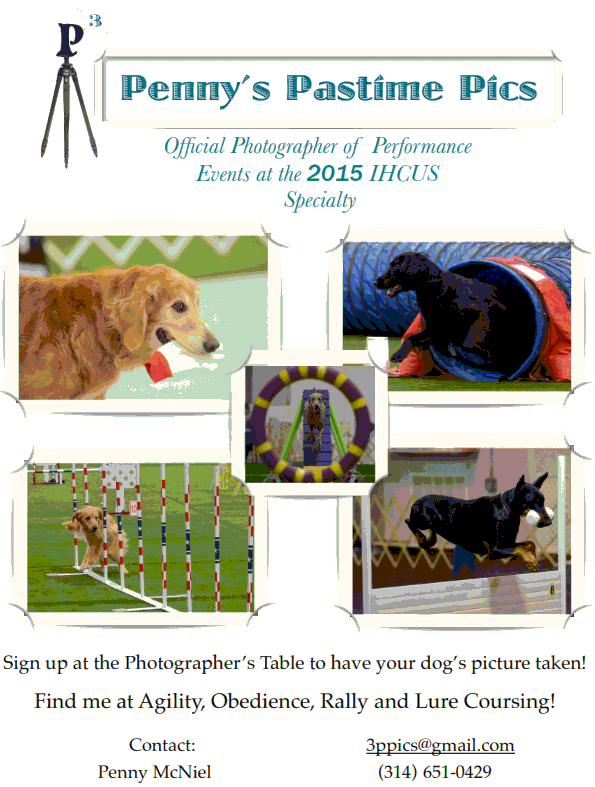 P³
Penny's Pastime Pics
Official Photographer of Performance
Events at the 2015 IHCUS
Specialty
Sign up at the Photographer's Table to have your dog's picture taken!
Find me at Agility, Obedience, Rally and Lure Coursing!
Contact:
Penny McNiel
3ppics@gmail.com
(314) 651-0429